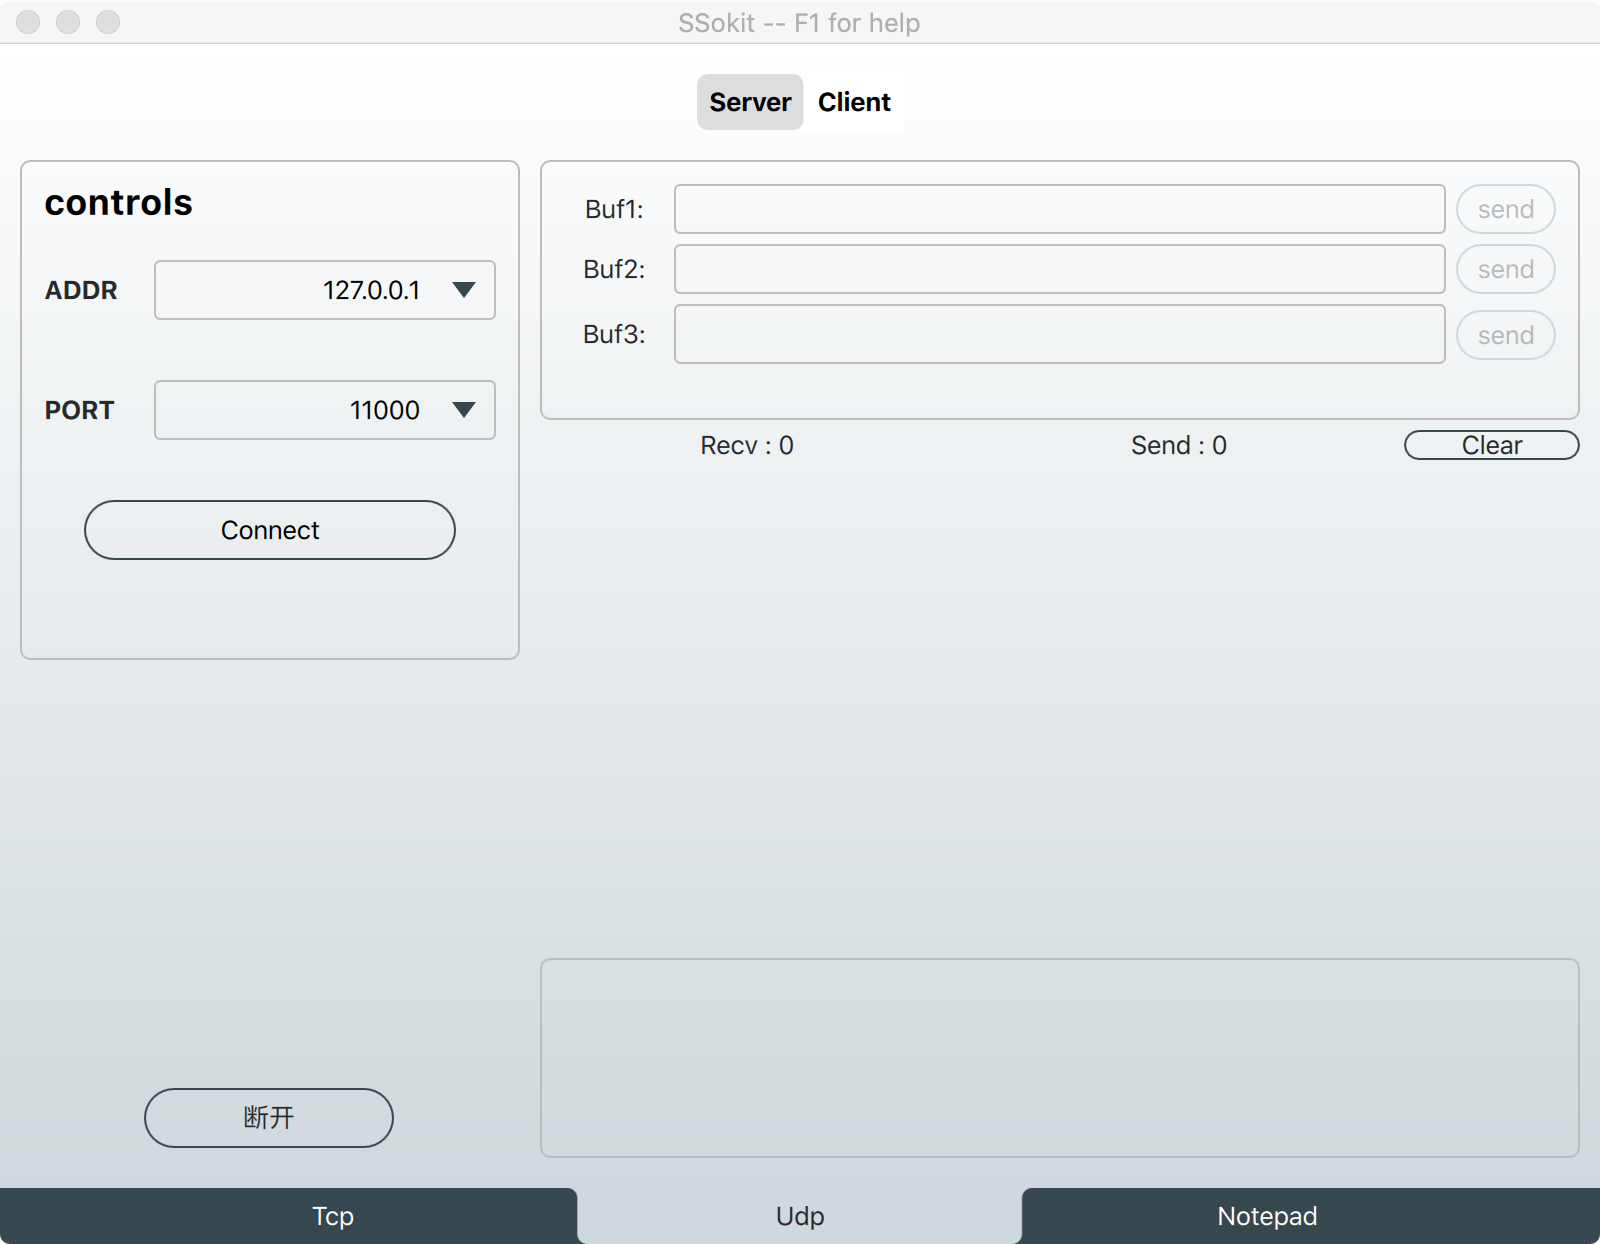 SSokit -- F1 for help
Server Client
controls
ADDR 127.0.0.1
PORT 11000
Connect
Buf1: send
Buf2: send
Buf3: send
Recv : 0 Send : 0 Clear
断开
Tcp Udp Notepad